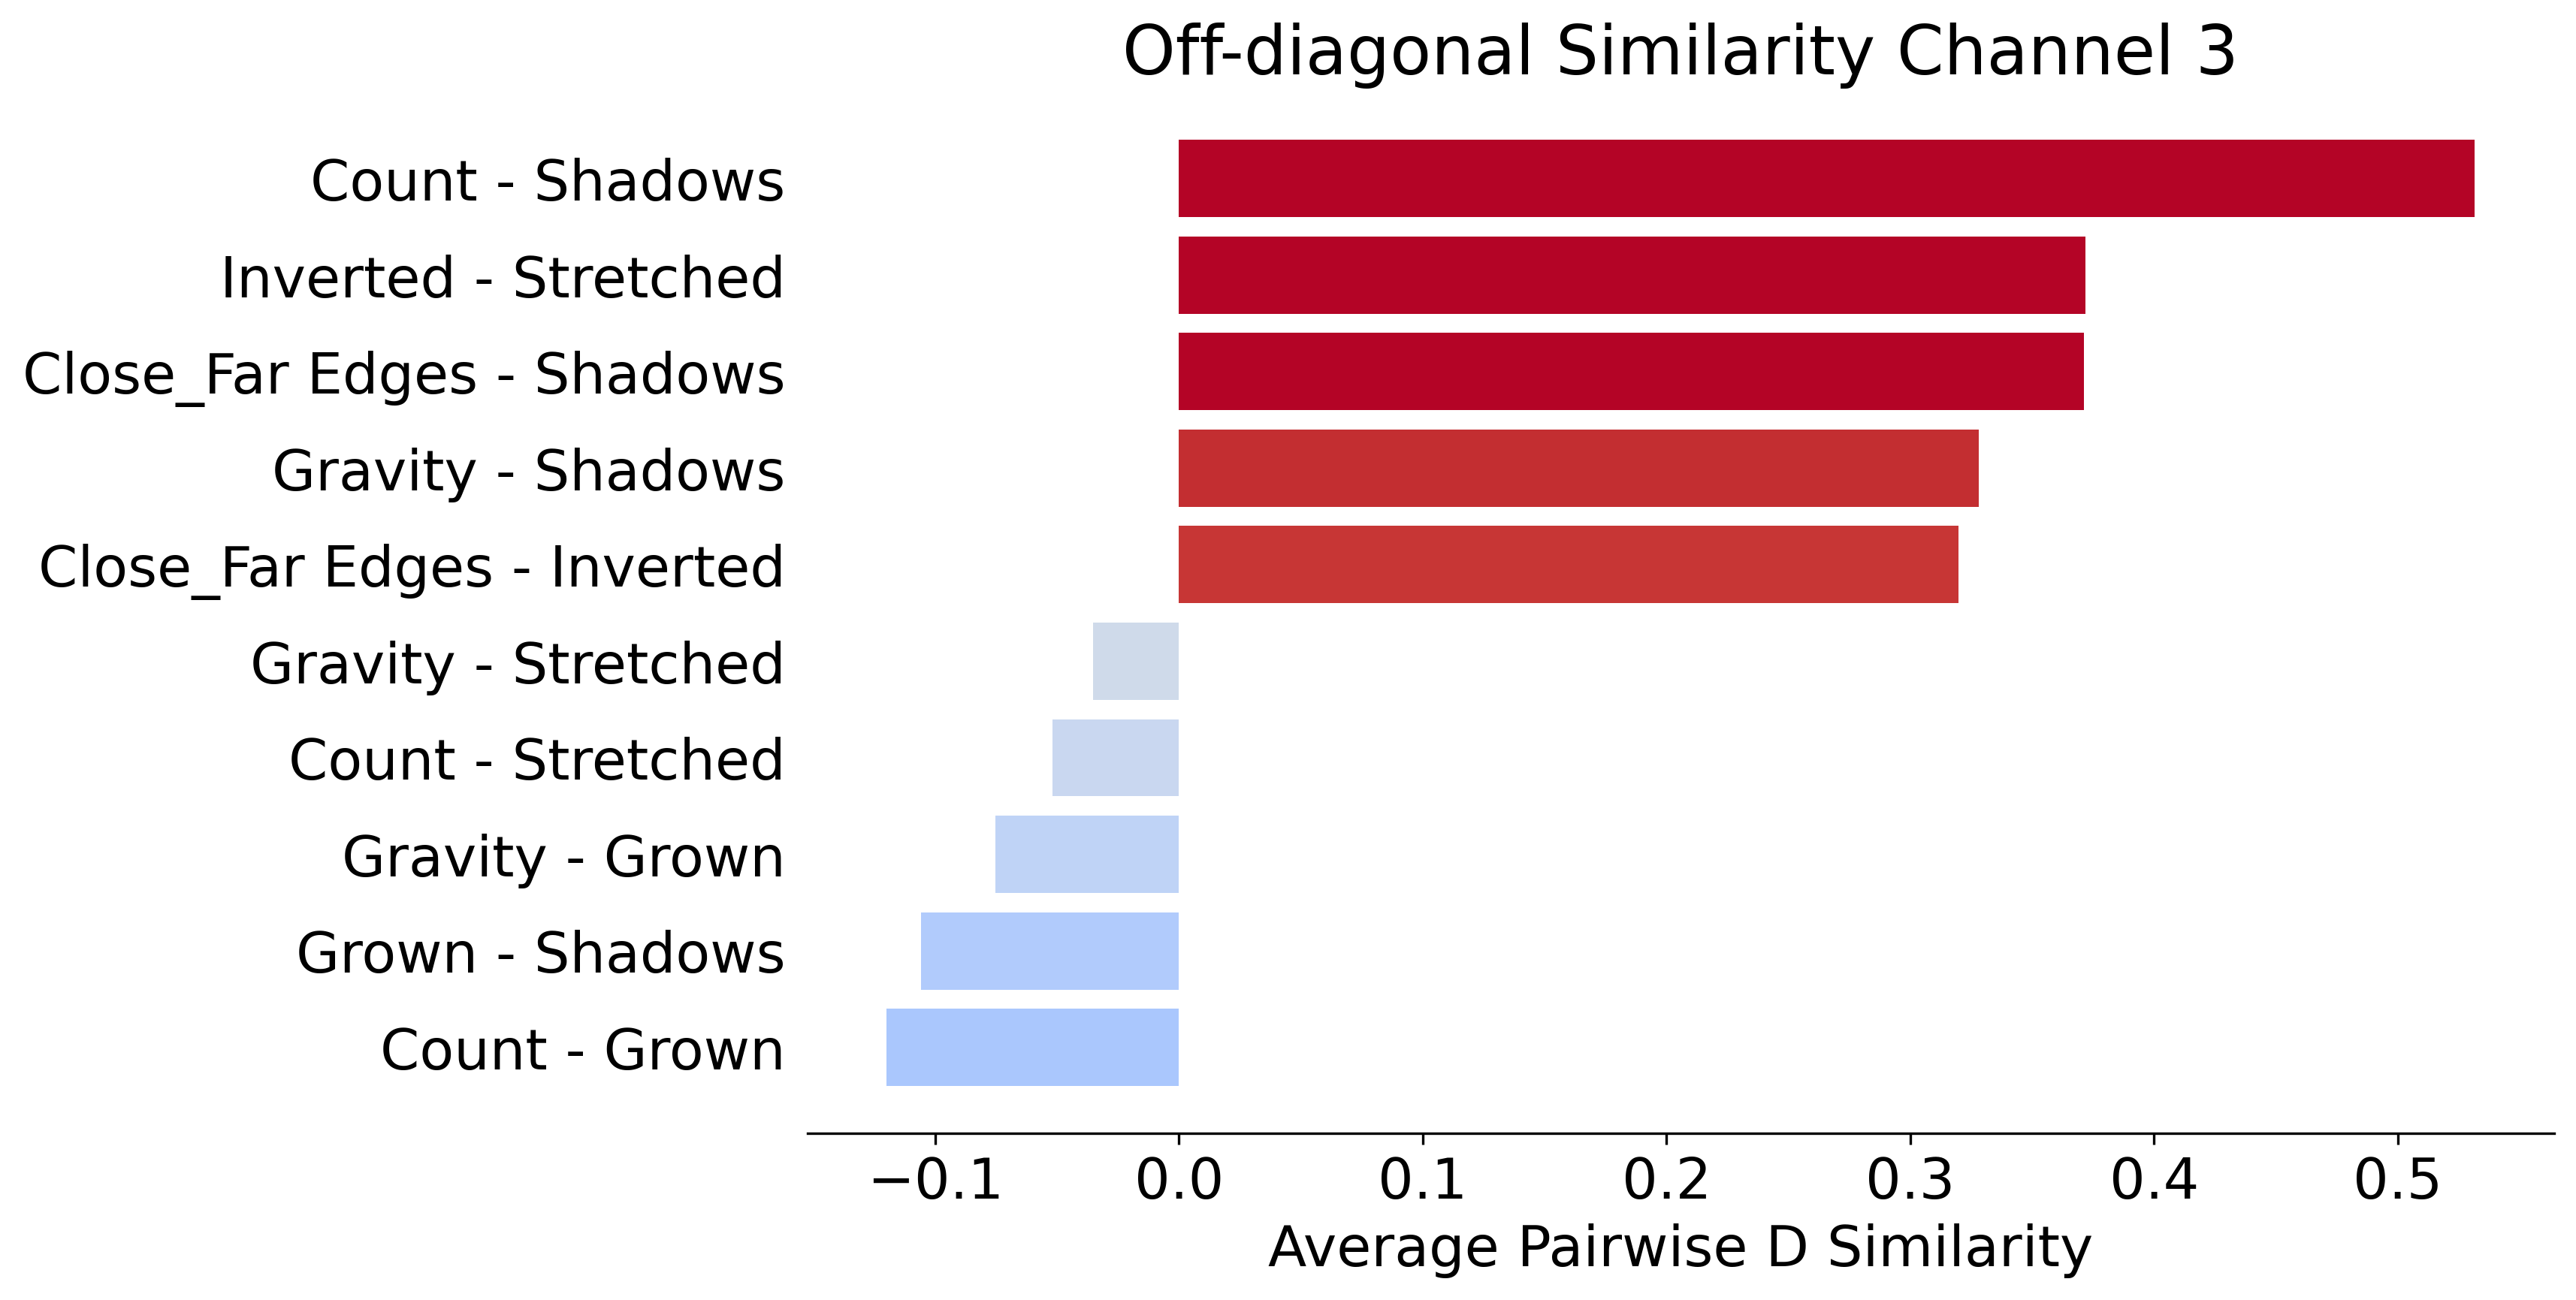 Off-diagonal Similarity Channel 3
Count - Shadows
Inverted - Stretched
Close_Far Edges - Shadows
Gravity - Shadows
Close_Far Edges - Inverted
Gravity - Stretched
Count - Stretched
Gravity - Grown
Grown - Shadows
Count - Grown
−0.1 0.0 0.1 0.2 0.3 0.4 0.5
Average Pairwise D Similarity